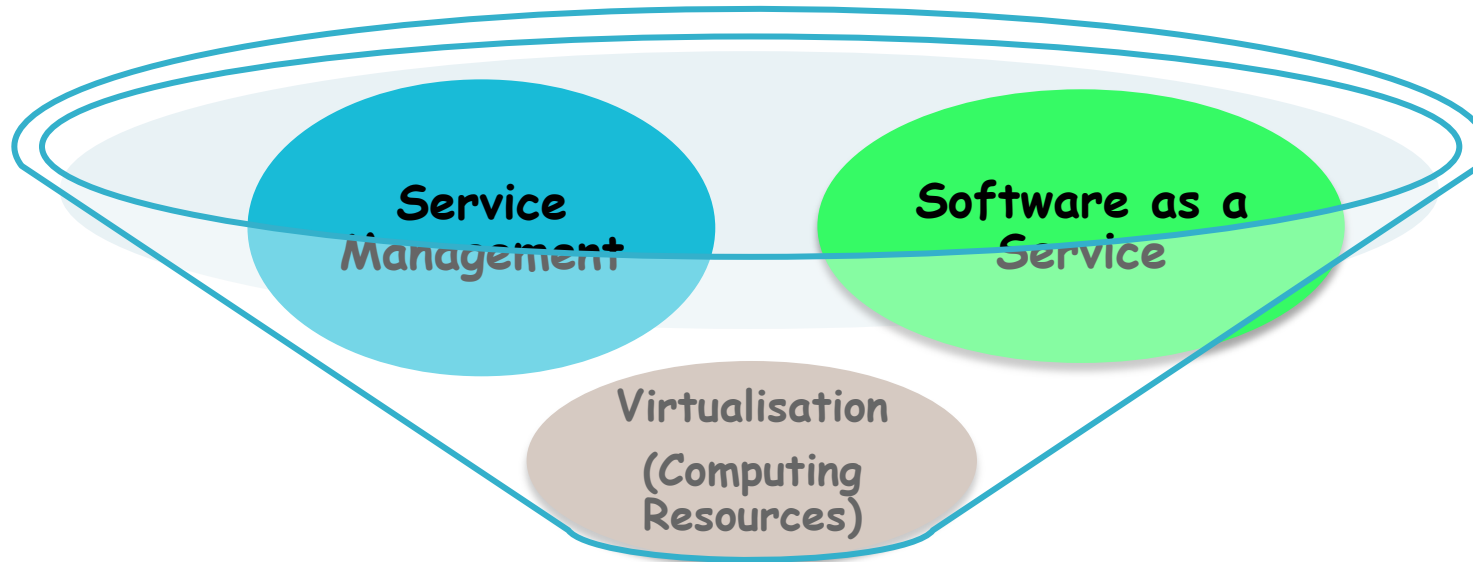 Service
Management
Software as a
Service
Virtualisation
(Computing
Resources)